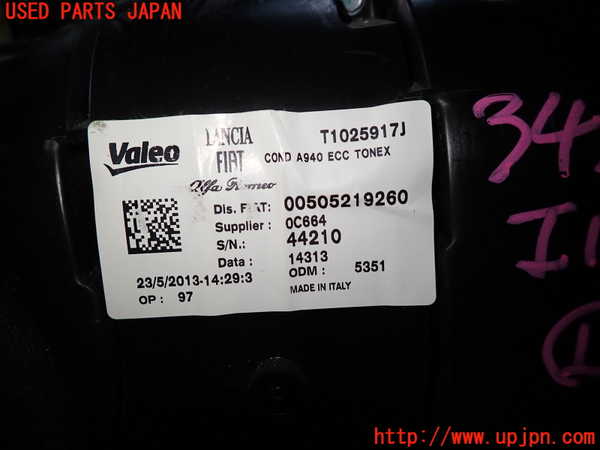 USED PARTS JAPAN
Valeo
LANCIA
FIAT
Alfa Romeo
T1025917J
COND A940 ECC TONEX
Dis. FIAT: 00505219260
Supplier: 0C664
S/N.: 44210
Data: 14313
ODM: 5351
23/5/2013-14:29:3
OP: 97
MADE IN ITALY
34
http://www.upjpn.com/